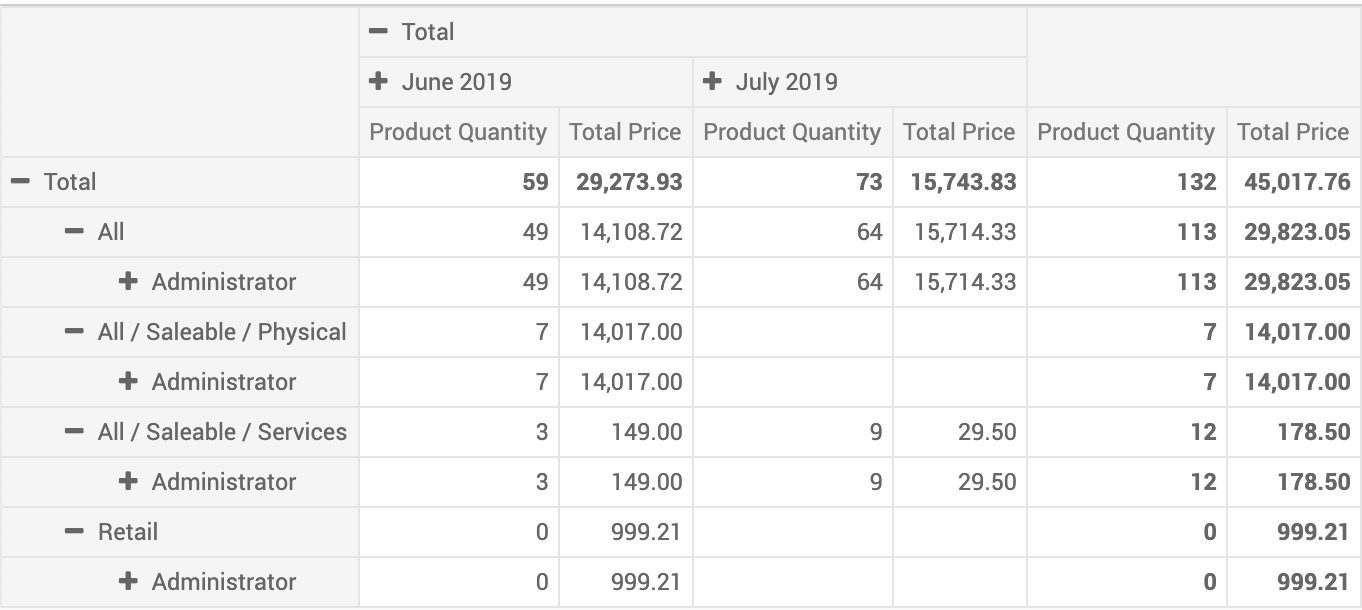 Total
June 2019 July 2019
Product Quantity Total Price Product Quantity Total Price Product Quantity Total Price
Total 59 29,273.93 73 15,743.83 132 45,017.76
All 49 14,108.72 64 15,714.33 113 29,823.05
Administrator 49 14,108.72 64 15,714.33 113 29,823.05
All / Saleable / Physical 7 14,017.00 7 14,017.00
Administrator 7 14,017.00 7 14,017.00
All / Saleable / Services 3 149.00 9 29.50 12 178.50
Administrator 3 149.00 9 29.50 12 178.50
Retail 0 999.21 0 999.21
Administrator 0 999.21 0 999.21